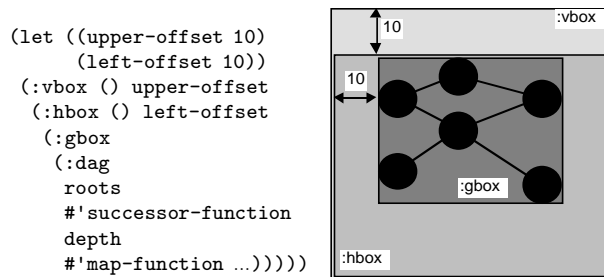 (let ((upper-offset 10)
(left-offset 10))
(:vbox () upper-offset
(:hbox () left-offset
(:gbox
(:dag
roots
#'successor-function
depth
#'map-function ...)))))
:vbox
10
10
:gbox
:hbox